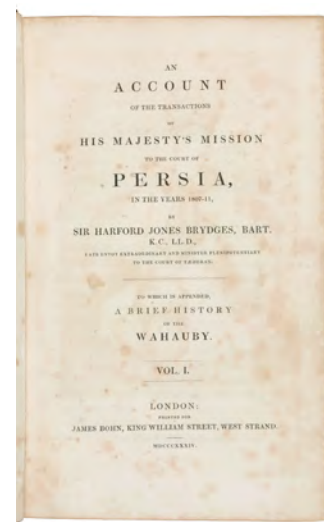 AN
ACCOUNT
OF THE TRANSACTIONS
OF
HIS MAJESTY'S MISSION
TO THE COURT OF
PERSIA,
IN THE YEARS 1807-11,
BY
SIR HARFORD JONES BRYDGES, BART.
K.C., LL.D.,
LATE ENVOY EXTRAORDINARY AND MINISTER PLENIPOTENTIARY
TO THE COURT OF TEHERAN.
TO WHICH IS APPENDED,
A BRIEF HISTORY
OF THE
WAHAUBY.
VOL. I.
LONDON:
PRINTED FOR
JAMES BOHN, KING WILLIAM STREET, WEST STRAND.
MDCCCXXXIV.